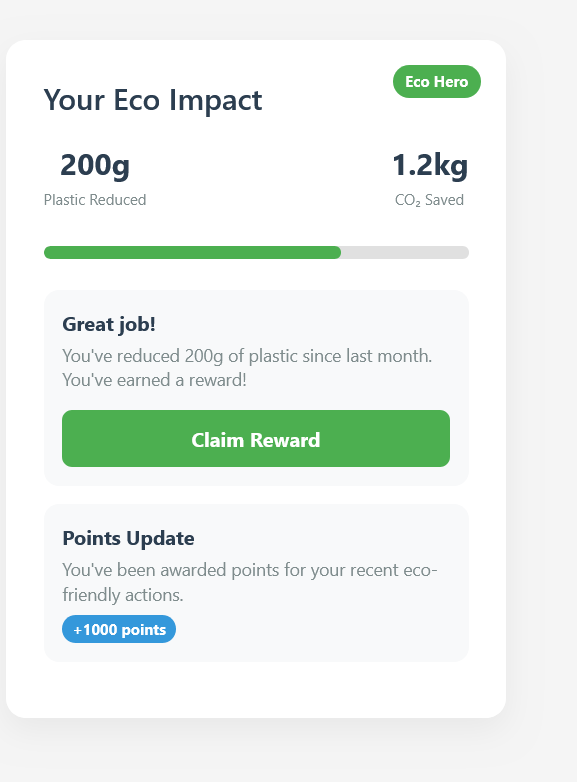 Eco Hero
Your Eco Impact
200g
Plastic Reduced
1.2kg
CO₂ Saved
Great job!
You've reduced 200g of plastic since last month.
You've earned a reward!
Claim Reward
Points Update
You've been awarded points for your recent eco-
friendly actions.
+1000 points